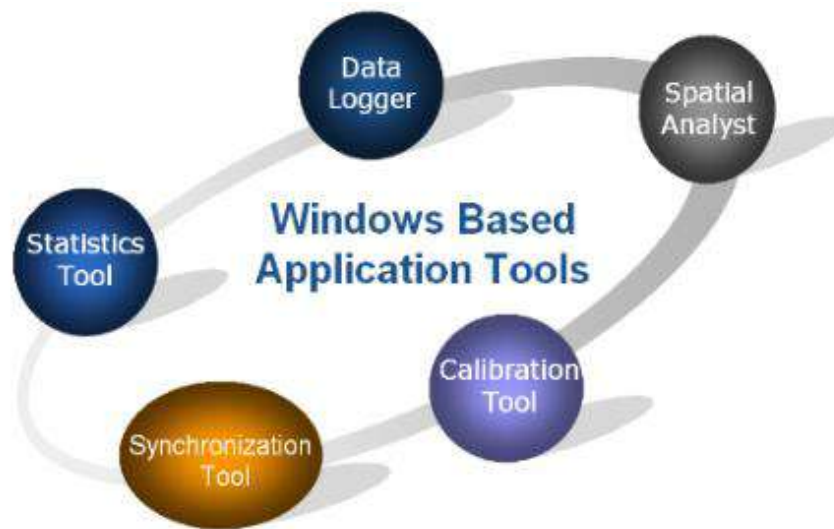 Data
Logger
Spatial
Analyst
Windows Based
Application Tools
Statistics
Tool
Calibration
Tool
Synchronization
Tool